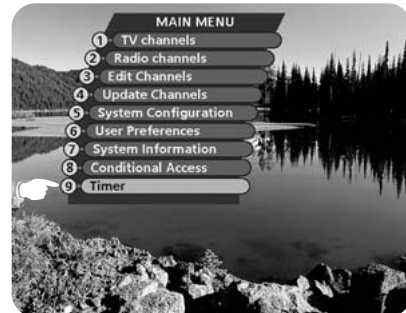 MAIN MENU
1 TV channels
2 Radio channels
3 Edit Channels
4 Update Channels
5 System Configuration
6 User Preferences
7 System Information
8 Conditional Access
9 Timer